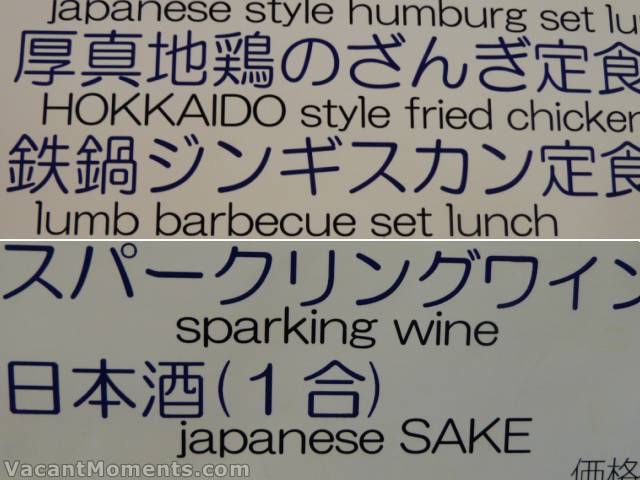 japanese style humburg set lu
厚真地鶏のざんぎ定食
HOKKAIDO style fried chicken
鉄鍋ジンギスカン定食
lumb barbecue set lunch
スパークリングワイン
sparking wine
日本酒(1合)
japanese SAKE
価格
VacantMoments.com